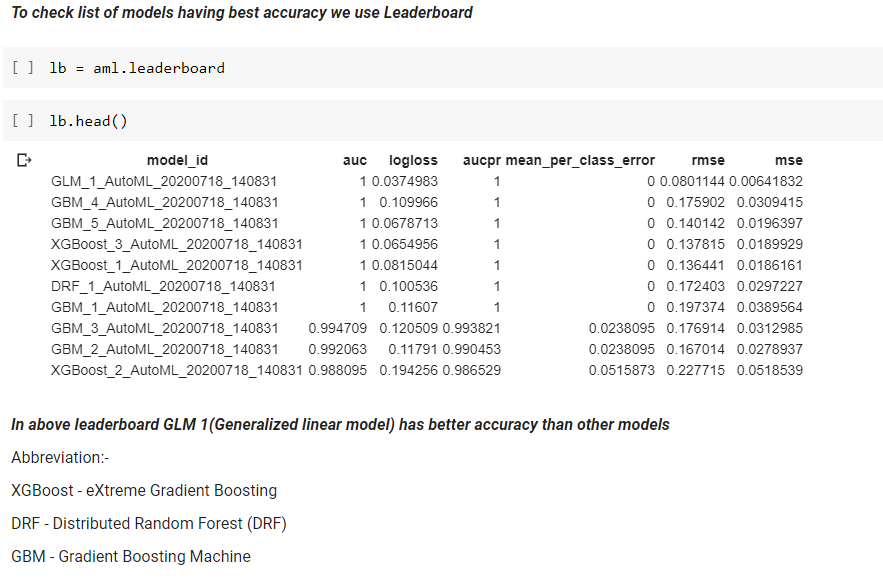 To check list of models having best accuracy we use Leaderboard
[ ] lb = aml.leaderboard
[ ] lb.head()
model_id auc logloss aucpr mean_per_class_error rmse mse
GLM_1_AutoML_20200718_140831 1 0.0374983 1 0 0.0801144 0.00641832
GBM_4_AutoML_20200718_140831 1 0.109966 1 0 0.175902 0.0309415
GBM_5_AutoML_20200718_140831 1 0.0678713 1 0 0.140142 0.0196397
XGBoost_3_AutoML_20200718_140831 1 0.0654956 1 0 0.137815 0.0189929
XGBoost_1_AutoML_20200718_140831 1 0.0815044 1 0 0.136441 0.0186161
DRF_1_AutoML_20200718_140831 1 0.100536 1 0 0.172403 0.0297227
GBM_1_AutoML_20200718_140831 1 0.11607 1 0 0.197374 0.0389564
GBM_3_AutoML_20200718_140831 0.994709 0.120509 0.993821 0.0238095 0.176914 0.0312985
GBM_2_AutoML_20200718_140831 0.992063 0.11791 0.990453 0.0238095 0.167014 0.0278937
XGBoost_2_AutoML_20200718_140831 0.988095 0.194256 0.986529 0.0515873 0.227715 0.0518539
In above leaderboard GLM 1(Generalized linear model) has better accuracy than other models
Abbreviation:-
XGBoost - eXtreme Gradient Boosting
DRF - Distributed Random Forest (DRF)
GBM - Gradient Boosting Machine